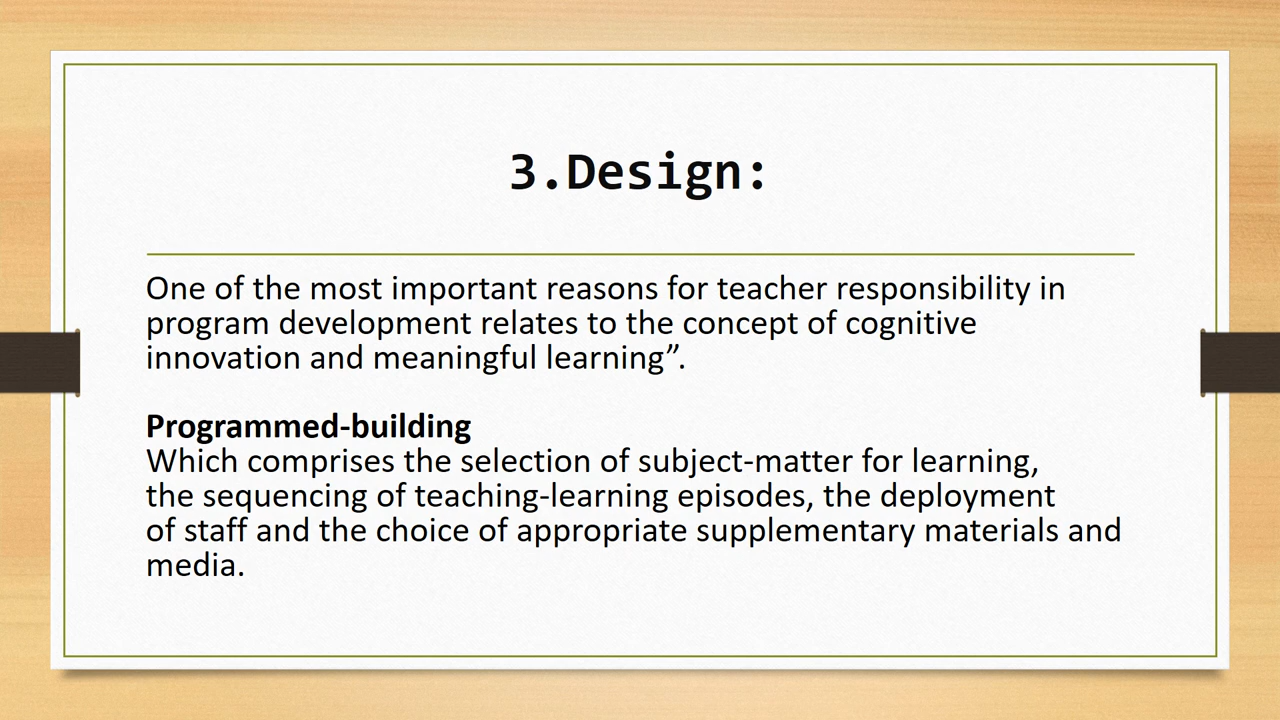 3.Design:
One of the most important reasons for teacher responsibility in
program development relates to the concept of cognitive
innovation and meaningful learning”.
Programmed-building
Which comprises the selection of subject-matter for learning,
the sequencing of teaching-learning episodes, the deployment
of staff and the choice of appropriate supplementary materials and
media.